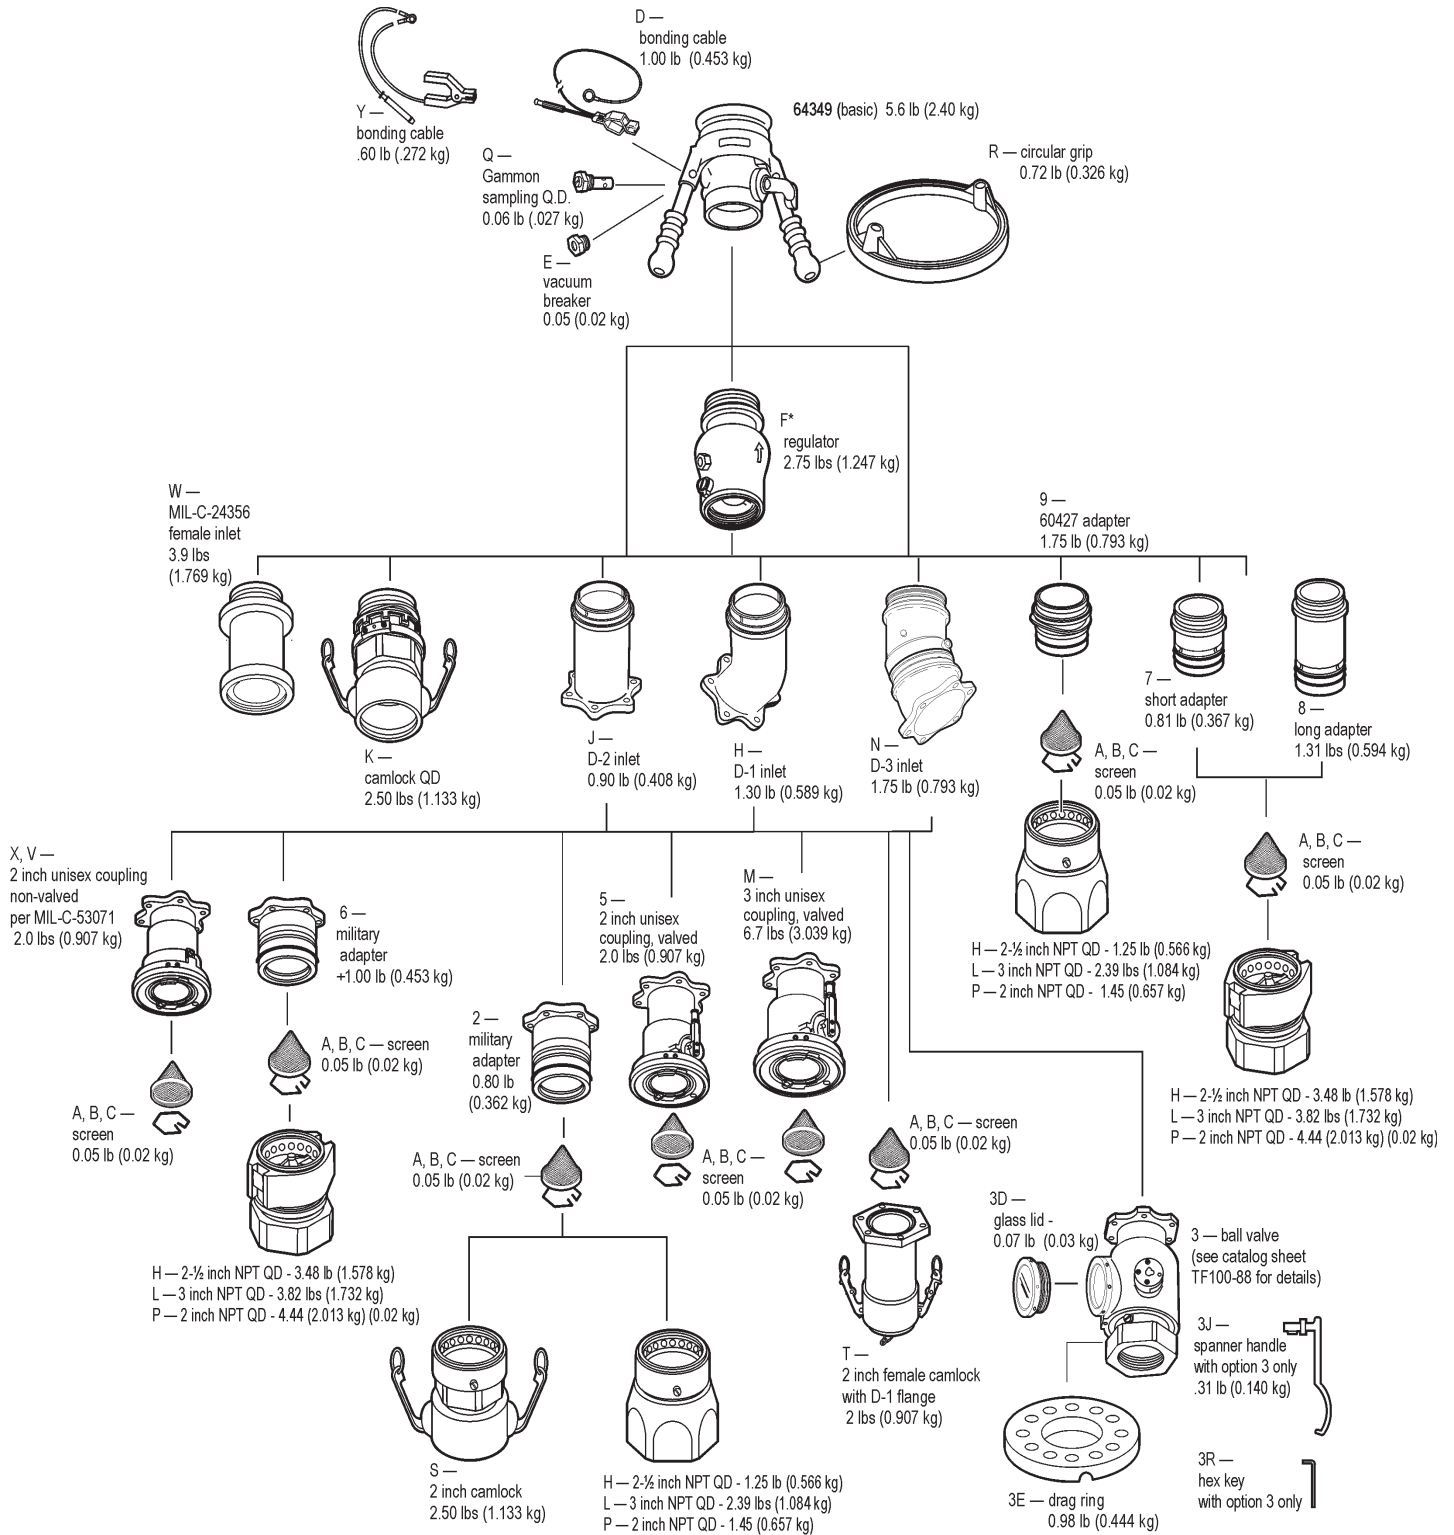 D —
bonding cable
1.00 lb (0.453 kg)
Y —
bonding cable
.60 lb (.272 kg)
64349 (basic) 5.6 lb (2.40 kg)
Q —
Gammon
sampling Q.D.
0.06 lb (.027 kg)
R — circular grip
0.72 lb (0.326 kg)
E —
vacuum
breaker
0.05 (0.02 kg)
F*
regulator
2.75 lbs (1.247 kg)
W —
MIL-C-24356
female inlet
3.9 lbs
(1.769 kg)
9 —
60427 adapter
1.75 lb (0.793 kg)
K —
camlock QD
2.50 lbs (1.133 kg)
J —
D-2 inlet
0.90 lb (0.408 kg)
H —
D-1 inlet
1.30 lb (0.589 kg)
N —
D-3 inlet
1.75 lb (0.793 kg)
7 —
short adapter
0.81 lb (0.367 kg)
8 —
long adapter
1.31 lbs (0.594 kg)
A, B, C —
screen
0.05 lb (0.02 kg)
A, B, C —
screen
0.05 lb (0.02 kg)
X, V —
2 inch unisex coupling
non-valved
per MIL-C-53071
2.0 lbs (0.907 kg)
6 —
military
adapter
+1.00 lb (0.453 kg)
5 —
2 inch unisex
coupling, valved
2.0 lbs (0.907 kg)
M —
3 inch unisex
coupling, valved
6.7 lbs (3.039 kg)
H — 2-½ inch NPT QD - 1.25 lb (0.566 kg)
L — 3 inch NPT QD - 2.39 lbs (1.084 kg)
P — 2 inch NPT QD - 1.45 (0.657 kg)
2 —
military
adapter
0.80 lb
(0.362 kg)
A, B, C — screen
0.05 lb (0.02 kg)
A, B, C —
screen
0.05 lb (0.02 kg)
A, B, C — screen
0.05 lb (0.02 kg)
A, B, C —
screen
0.05 lb (0.02 kg)
A, B, C — screen
0.05 lb (0.02 kg)
H — 2-½ inch NPT QD - 3.48 lb (1.578 kg)
L — 3 inch NPT QD - 3.82 lbs (1.732 kg)
P — 2 inch NPT QD - 4.44 (2.013 kg) (0.02 kg)
3D —
glass lid -
0.07 lb (0.03 kg)
3 — ball valve
(see catalog sheet
TF100-88 for details)
H — 2-½ inch NPT QD - 3.48 lb (1.578 kg)
L — 3 inch NPT QD - 3.82 lbs (1.732 kg)
P — 2 inch NPT QD - 4.44 (2.013 kg) (0.02 kg)
3J —
spanner handle
with option 3 only
.31 lb (0.140 kg)
T —
2 inch female camlock
with D-1 flange
2 lbs (0.907 kg)
S —
2 inch camlock
2.50 lbs (1.133 kg)
H — 2-½ inch NPT QD - 1.25 lb (0.566 kg)
L — 3 inch NPT QD - 2.39 lbs (1.084 kg)
P — 2 inch NPT QD - 1.45 (0.657 kg)
3R —
hex key
with option 3 only
3E — drag ring
0.98 lb (0.444 kg)